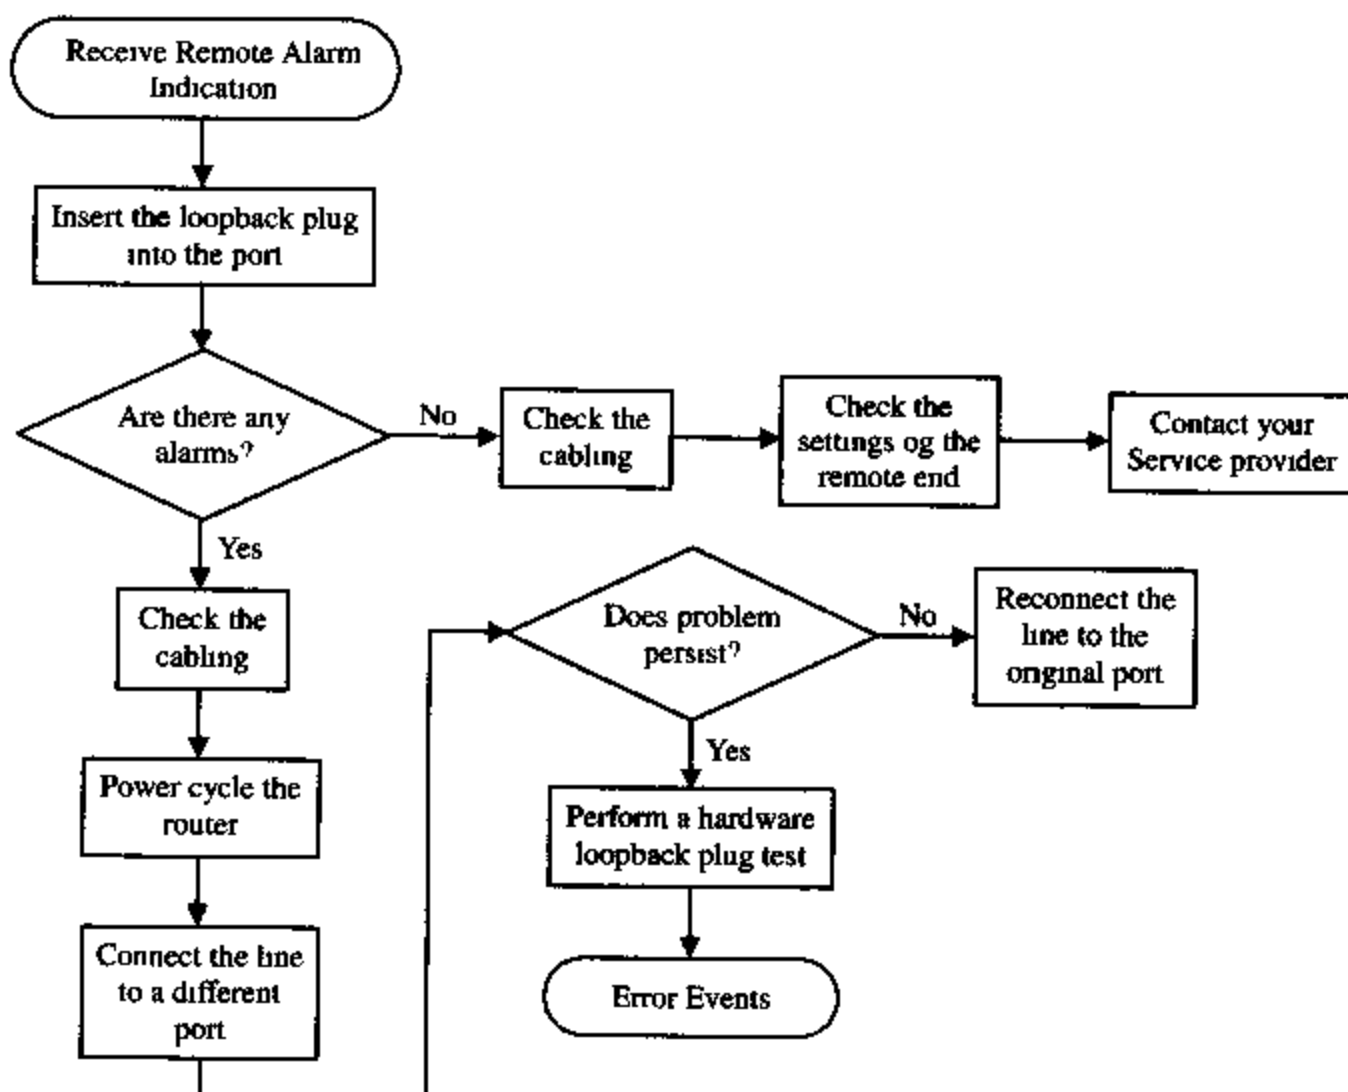 Receive Remote Alarm
Indication
Insert the loopback plug
into the port
Are there any
alarms?
No
Check the
cabling
Check the
settings og the
remote end
Contact your
Service provider
Yes
Check the
cabling
Power cycle the
router
Connect the line
to a different
port
Does problem
persist?
No
Reconnect the
line to the
original port
Yes
Perform a hardware
loopback plug test
Error Events